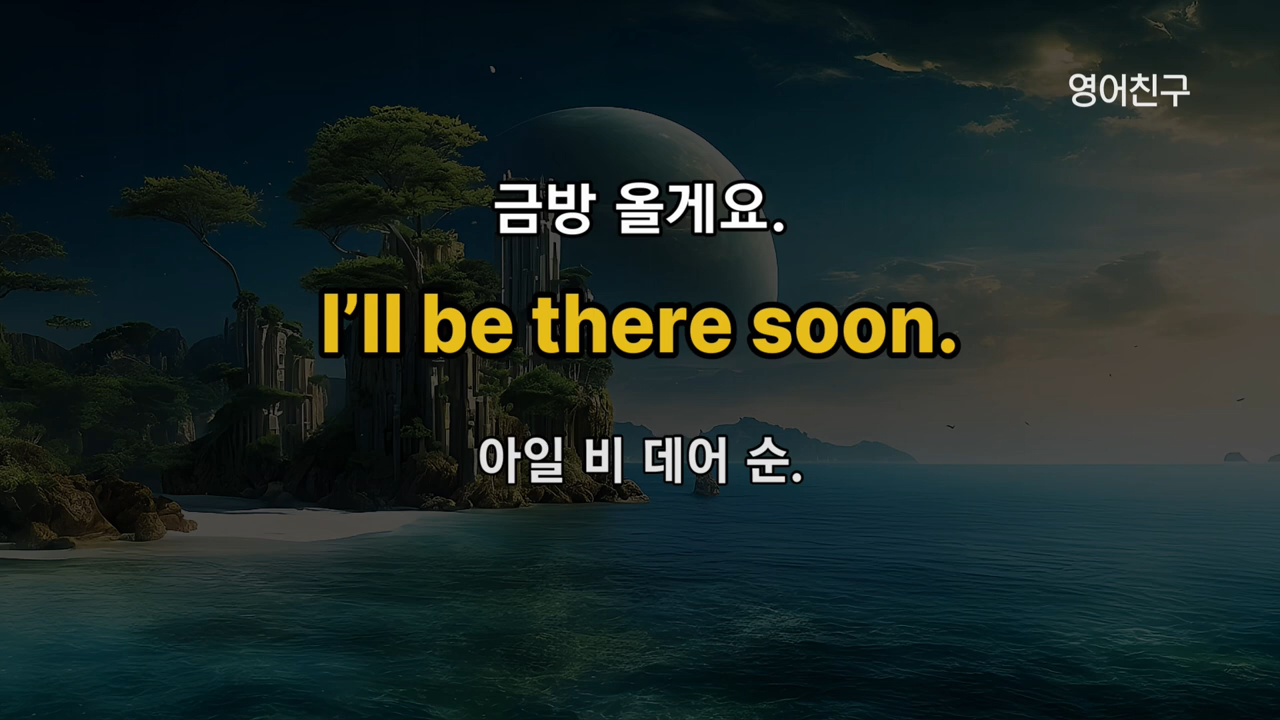 영어친구
금방 올게요.
I’ll be there soon.
아일 비 데어 순.